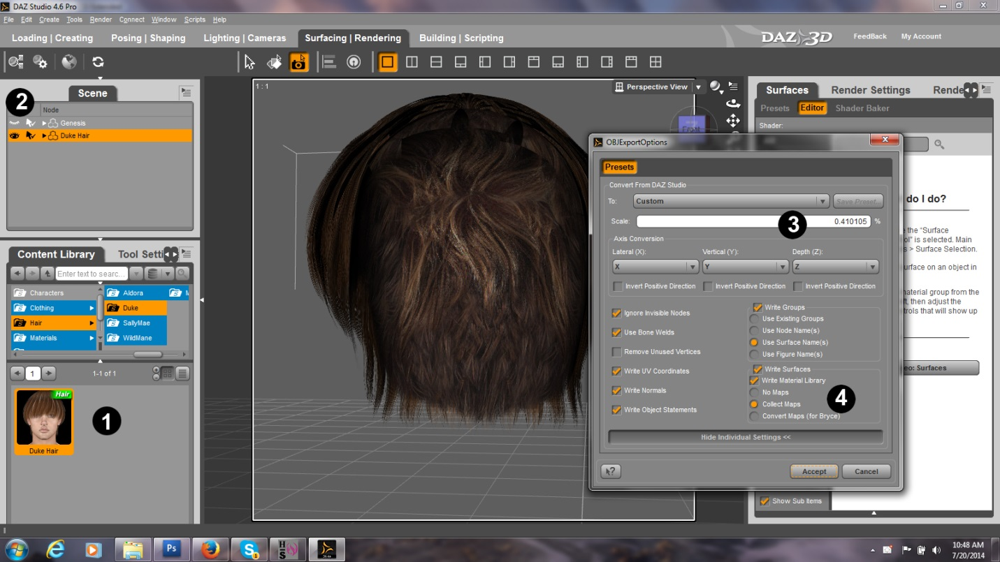 DAZ Studio 4.6 Pro
File Edit Create Tools Render Connect Window Scripts Help
Loading | Creating Posing | Shaping Lighting | Cameras Surfacing | Rendering Building | Scripting
DAZ 3D FeedBack My Account
2 Scene
Node
Genesis
Duke Hair
1 : 1
Perspective View
Front
Surfaces Render Settings Rende
Presets Editor Shader Baker
Shader:
OBJExportOptions
Presets
Convert From DAZ Studio
To: Custom Save Preset...
Scale: 3 0.410105 %
Axis Conversion
Lateral (X): Vertical (Y): Depth (Z):
X Y Z
Invert Positive Direction Invert Positive Direction Invert Positive Direction
Ignore Invisible Nodes
Use Bone Welds
Remove Unused Vertices
Write UV Coordinates
Write Normals
Write Object Statements
Write Groups
Use Existing Groups
Use Node Name(s)
Use Surface Name(s)
Use Figure Name(s)
Write Surfaces
Write Material Library
No Maps
Collect Maps 4
Convert Maps (for Bryce)
Hide Individual Settings <<
Accept Cancel
do I do?
e the “Surface
ol” is selected. Main
s > Surface Selection.
urface on an object in
naterial group from the
ft, then adjust the
trols that will show up
eo: Surfaces
Show Sub Items
Content Library Tool Setti
Enter text to searc...
Characters
Clothing
Hair
Materials
Aldora
Duke
SallyMae
WildMane
M
1 1-1 of 1
Hair
Duke Hair
1
Ps
S 1
H S
10:48 AM
7/20/2014